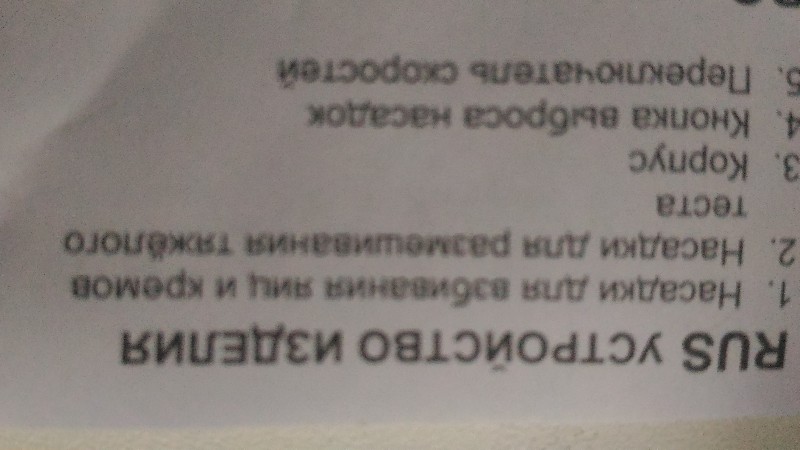 RUS УСТРОЙСТВО ИЗДЕЛИЯ
1. Насадки для взбивания яиц и кремов
2. Насадки для размешивания тяжёлого
теста
3. Корпус
4. Кнопка выброса насадок
5. Переключатель скоростей